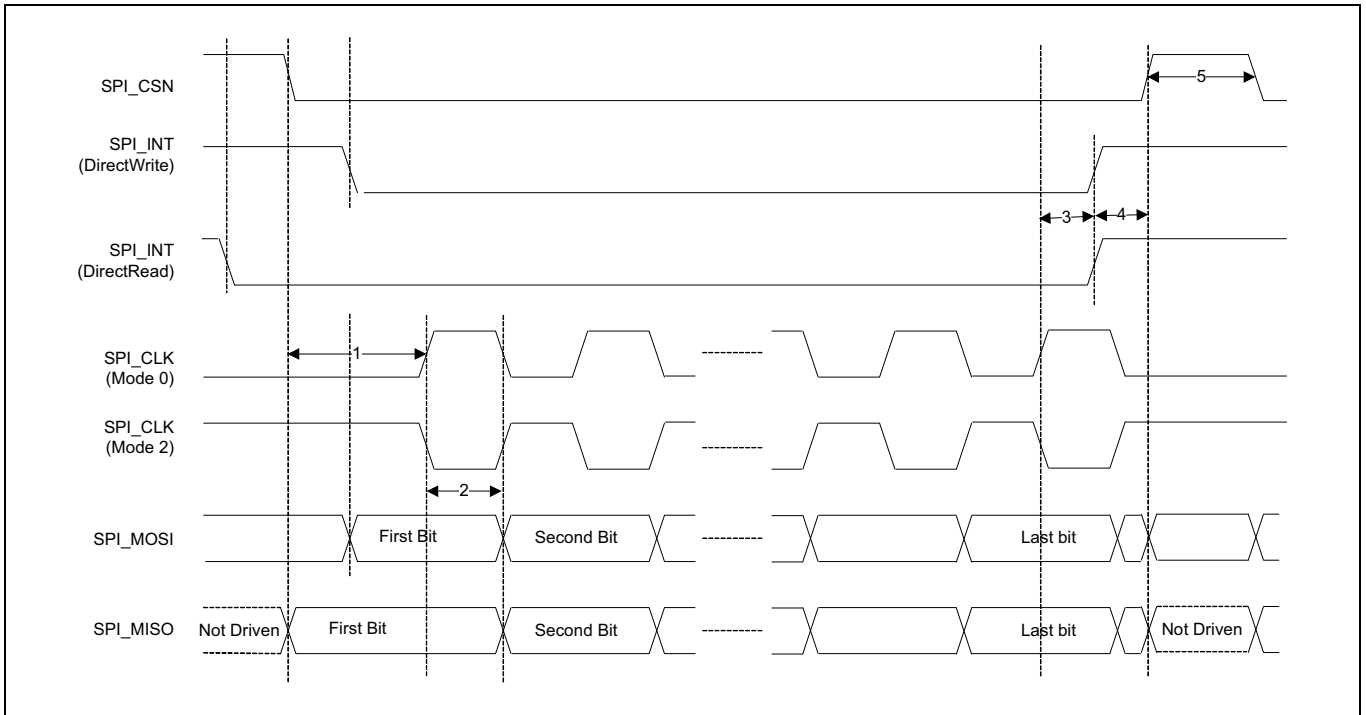 SPI_CSN
5
SPI_INT
(DirectWrite)
3
4
SPI_INT
(DirectRead)
1
SPI_CLK
(Mode 0)
SPI_CLK
(Mode 2)
2
SPI_MOSI
First Bit
Second Bit
Last bit
SPI_MISO
Not Driven
First Bit
Second Bit
Last bit
Not Driven